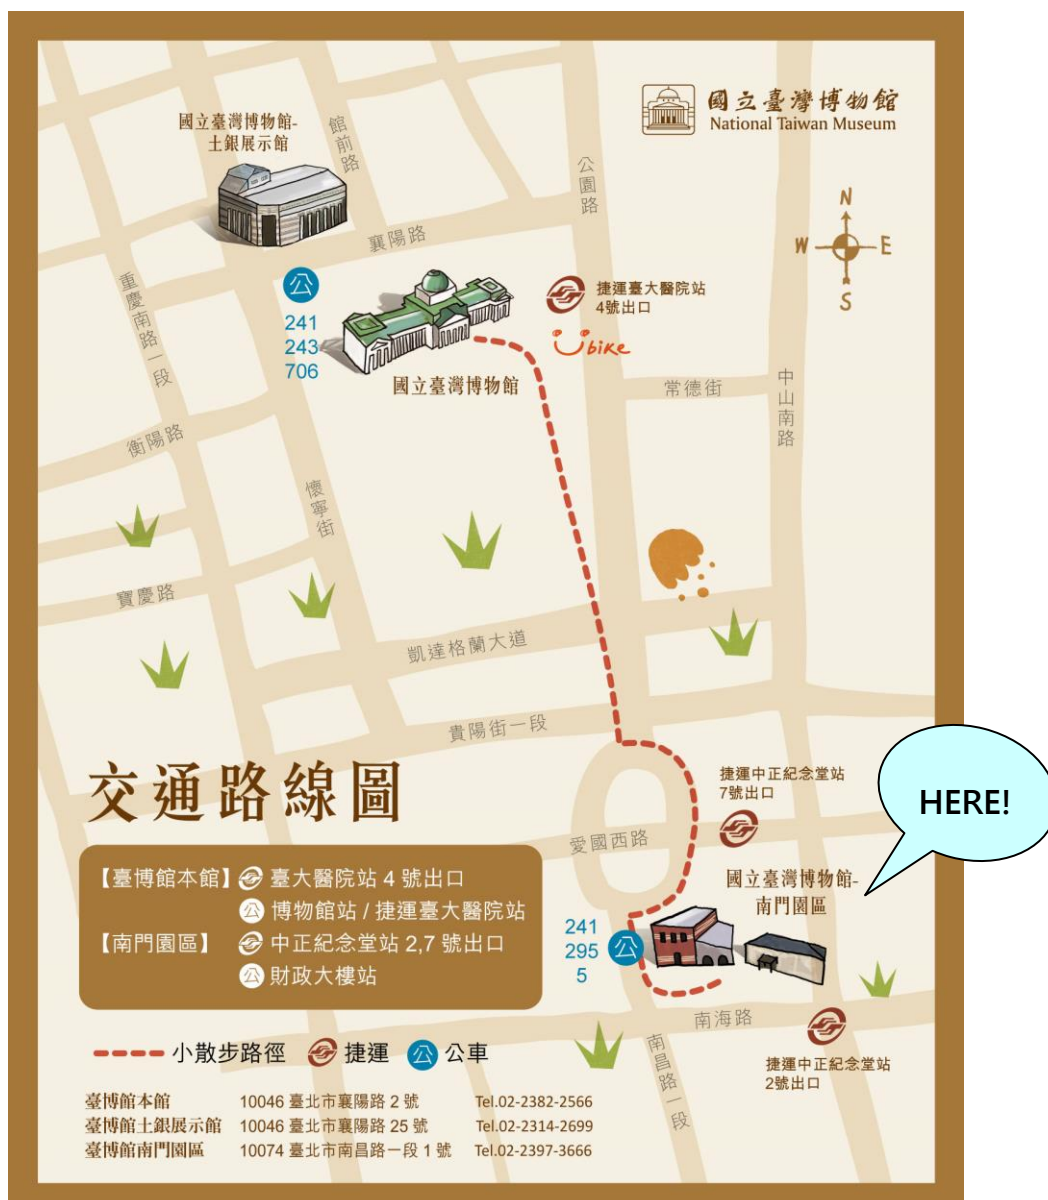 國立臺灣博物館
National Taiwan Museum
國立臺灣博物館-
土銀展示館
館前路
公園路
N
W
E
S
襄陽路
重慶南路一段
公
241
243
706
捷運臺大醫院站
4號出口
Ubike
國立臺灣博物館
常德街
中山南路
衡陽路
懷寧街
寶慶路
凱達格蘭大道
貴陽街一段
交通路線圖
捷運中正紀念堂站
7號出口
HERE!
愛國西路
國立臺灣博物館-
南門園區
【臺博館本館】 臺大醫院站 4 號出口
公 博物館站 / 捷運臺大醫院站
【南門園區】 中正紀念堂站 2,7 號出口
公 財政大樓站
241
295
5
公
南海路
南昌路一段
捷運中正紀念堂站
2號出口
小散步路徑 捷運 公 公車
臺博館本館 10046 臺北市襄陽路 2 號 Tel.02-2382-2566
臺博館土銀展示館 10046 臺北市襄陽路 25 號 Tel.02-2314-2699
臺博館南門園區 10074 臺北市南昌路一段 1 號 Tel.02-2397-3666